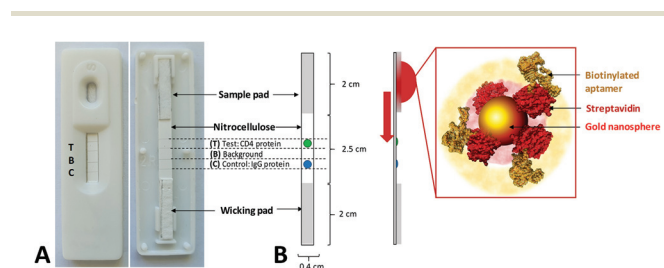 T
B
C
A
Sample pad
Nitrocellulose
(T) Test: CD4 protein
(B) Background
(C) Control: IgG protein
Wicking pad
B
2 cm
2.5 cm
2 cm
0.4 cm
Biotinylated
aptamer
Streptavidin
Gold nanosphere